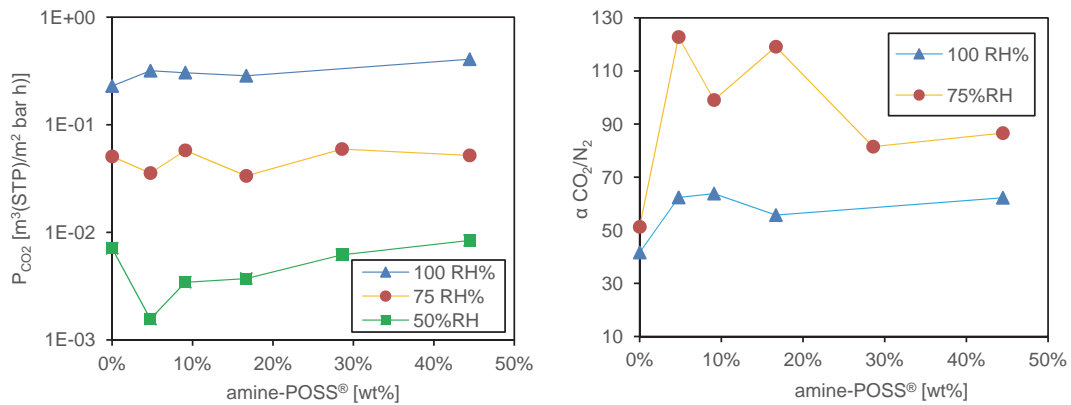 1E+00
1E-01
1E-02
1E-03
P_CO2 [m³(STP)/m² bar h)]
100 RH%
75 RH%
50%RH
0% 10% 20% 30% 40% 50%
amine-POSS® [wt%]
130
110
90
70
50
30
10
α CO₂/N₂
100 RH%
75%RH
0% 10% 20% 30% 40% 50%
amine-POSS® [wt%]